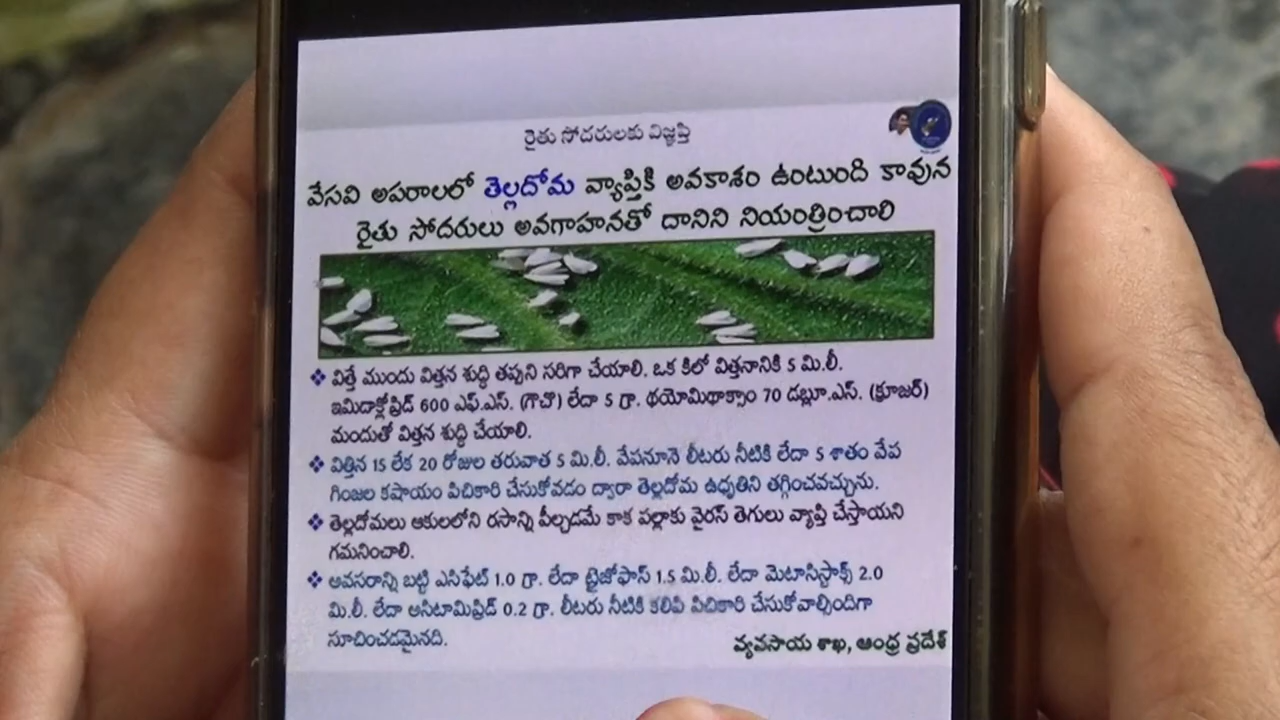 రైతు సోదరులకు విజ్ఞప్తి
వేసవి అపరాలలో తెల్లదోమ వ్యాప్తికి అవకాశం ఉంటుంది కావున
రైతు సోదరులు అవగాహనతో దానిని నియంత్రించాలి
❖ విత్తే ముందు విత్తన శుద్ధి తప్పని సరిగా చేయాలి. ఒక కిలో విత్తనానికి 5 మి.లీ.
ఇమిడాక్లోప్రిడ్ 600 ఎఫ్.ఎస్. (గౌచొ) లేదా 5 గ్రా. థయోమిథాక్సాం 70 డబ్లూ.ఎస్. (క్రూజర్)
మందుతో విత్తన శుద్ధి చేయాలి.
❖ విత్తిన 15 లేక 20 రోజుల తరువాత 5 మి.లీ. వేపనూనె లీటరు నీటికి లేదా 5 శాతం వేప
గింజల కషాయం పిచికారి చేసుకోవడం ద్వారా తెల్లదోమ ఉధృతిని తగ్గించవచ్చును.
❖ తెల్లదోమలు ఆకులలోని రసాన్ని పీల్చడమే కాక పల్లాకు వైరస్ తెగులు వ్యాప్తి చేస్తాయని
గమనించాలి.
❖ అవసరాన్ని బట్టి ఎసిఫేట్ 1.0 గ్రా. లేదా ట్రైజోఫాస్ 1.5 మి.లీ. లేదా మెటాసిస్టాక్స్ 2.0
మి.లీ. లేదా అసిటామిప్రిడ్ 0.2 గ్రా. లీటరు నీటికి కలిపి పిచికారి చేసుకోవాల్సిందిగా
సూచించడమైనది.
వ్యవసాయ శాఖ, ఆంధ్ర ప్రదేశ్